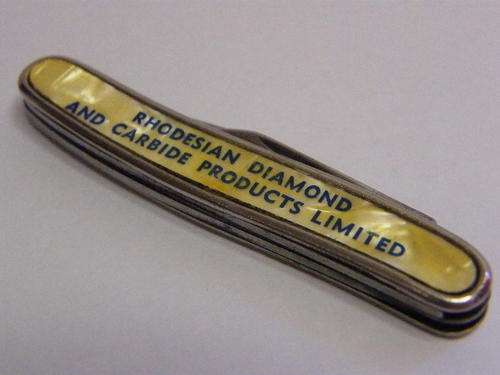 RHODESIAN DIAMOND
AND CARBIDE PRODUCTS LIMITED